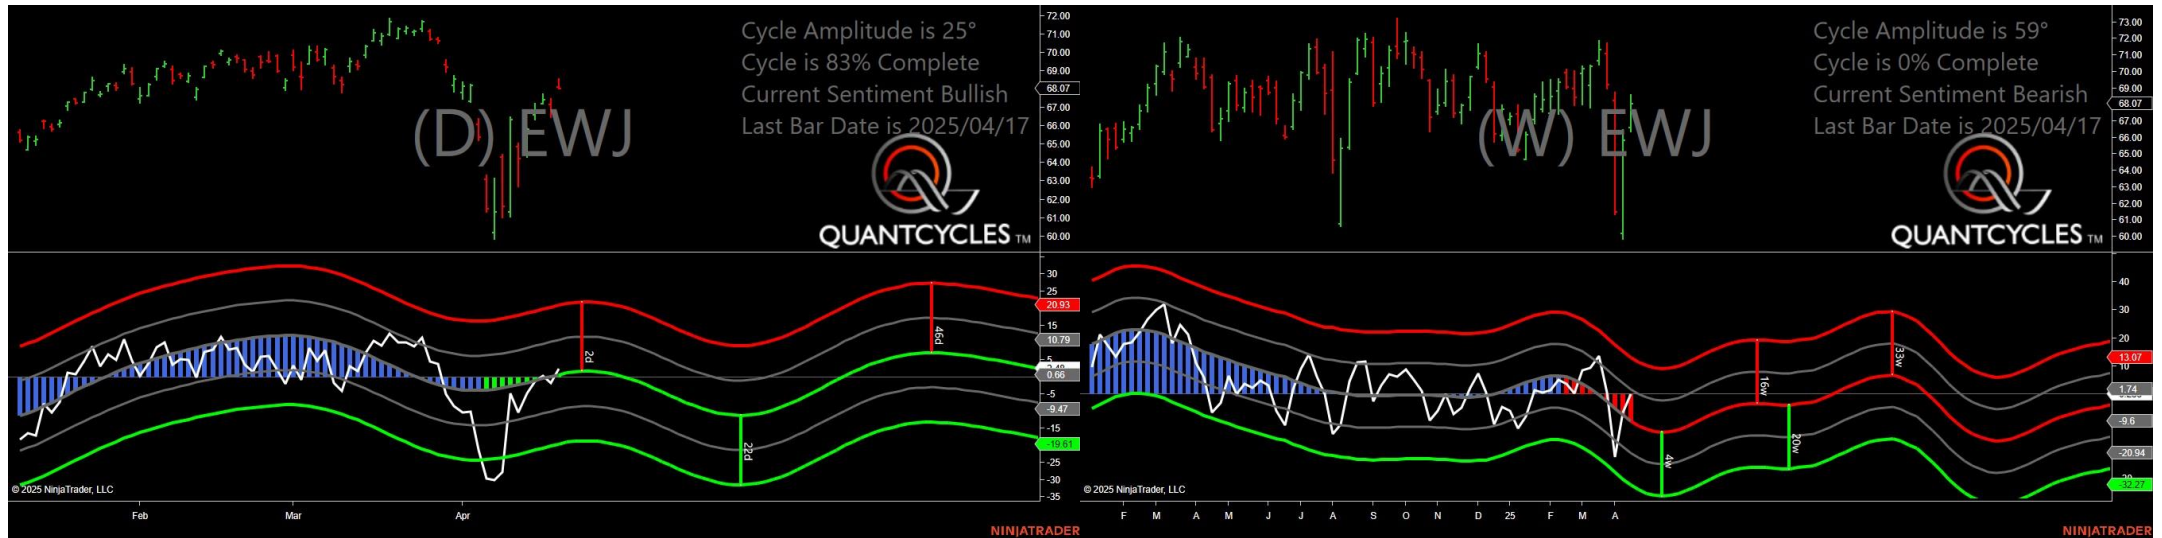 Cycle Amplitude is 25°
Cycle is 83% Complete
Current Sentiment Bullish
Last Bar Date is 2025/04/17
(D) EWJ
QUANTCYCLES TM
72.00
71.00
70.00
69.00
68.07
67.00
66.00
65.00
64.00
63.00
62.00
61.00
60.00
30
25
20.93
15
10.79
5
0.66
-5
-9.47
-15
-19.61
-25
-30
-35
2d
22d
46d
© 2025 NinjaTrader, LLC
Feb Mar Apr
NINJATRADER
Cycle Amplitude is 59°
Cycle is 0% Complete
Current Sentiment Bearish
Last Bar Date is 2025/04/17
(W) EWJ
QUANTCYCLES TM
73.00
72.00
71.00
70.00
69.00
68.07
67.00
66.00
65.00
64.00
63.00
62.00
61.00
60.00
40
30
20
13.07
10
1.74
-9.6
-20.94
-32.27
4w
16w
20w
33w
© 2025 NinjaTrader, LLC
F M A M J J A S O N D 25 F M A
NINJATRADER